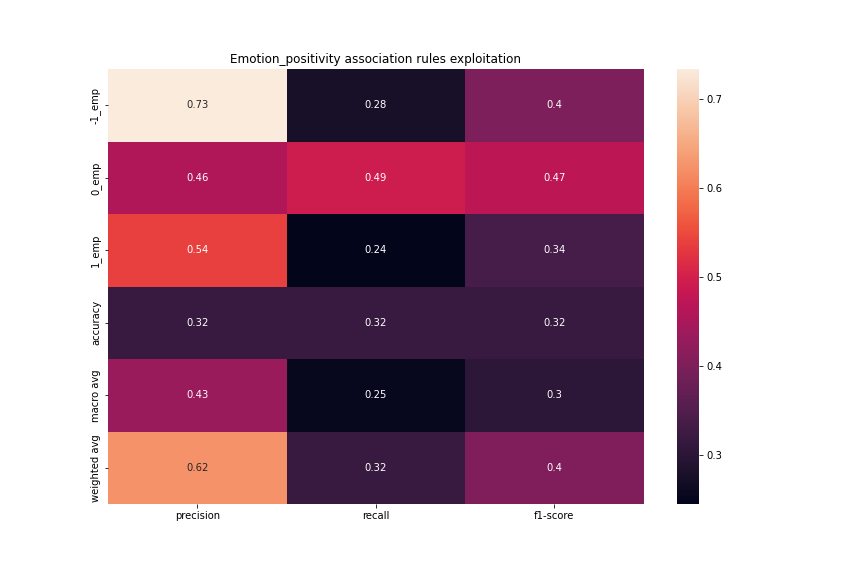 Emotion_positivity association rules exploitation
-1_emp
0.73 0.28 0.4
0_emp
0.46 0.49 0.47
1_emp
0.54 0.24 0.34
accuracy
0.32 0.32 0.32
macro avg
0.43 0.25 0.3
weighted avg
0.62 0.32 0.4
precision recall f1-score
0.7
0.6
0.5
0.4
0.3